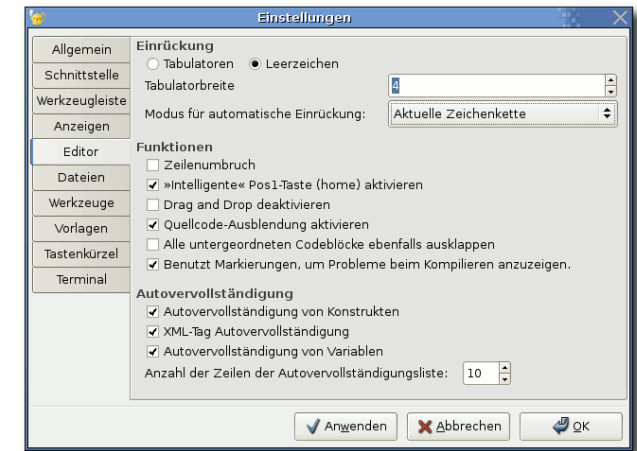 Einstellungen
Allgemein
Schnittstelle
Werkzeugleiste
Anzeigen
Editor
Dateien
Werkzeuge
Vorlagen
Tastenkürzel
Terminal
Einrückung
Tabulatoren Leerzeichen
Tabulatorbreite 4
Modus für automatische Einrückung: Aktuelle Zeichenkette
Funktionen
Zeilenumbruch
»Intelligente« Pos1-Taste (home) aktivieren
Drag and Drop deaktivieren
Quellcode-Ausblendung aktivieren
Alle untergeordneten Codeblöcke ebenfalls ausklappen
Benutzt Markierungen, um Probleme beim Kompilieren anzuzeigen.
Autovervollständigung
Autovervollständigung von Konstrukten
XML-Tag Autovervollständigung
Autovervollständigung von Variablen
Anzahl der Zeilen der Autovervollständigungsliste: 10
Anwenden Abbrechen OK